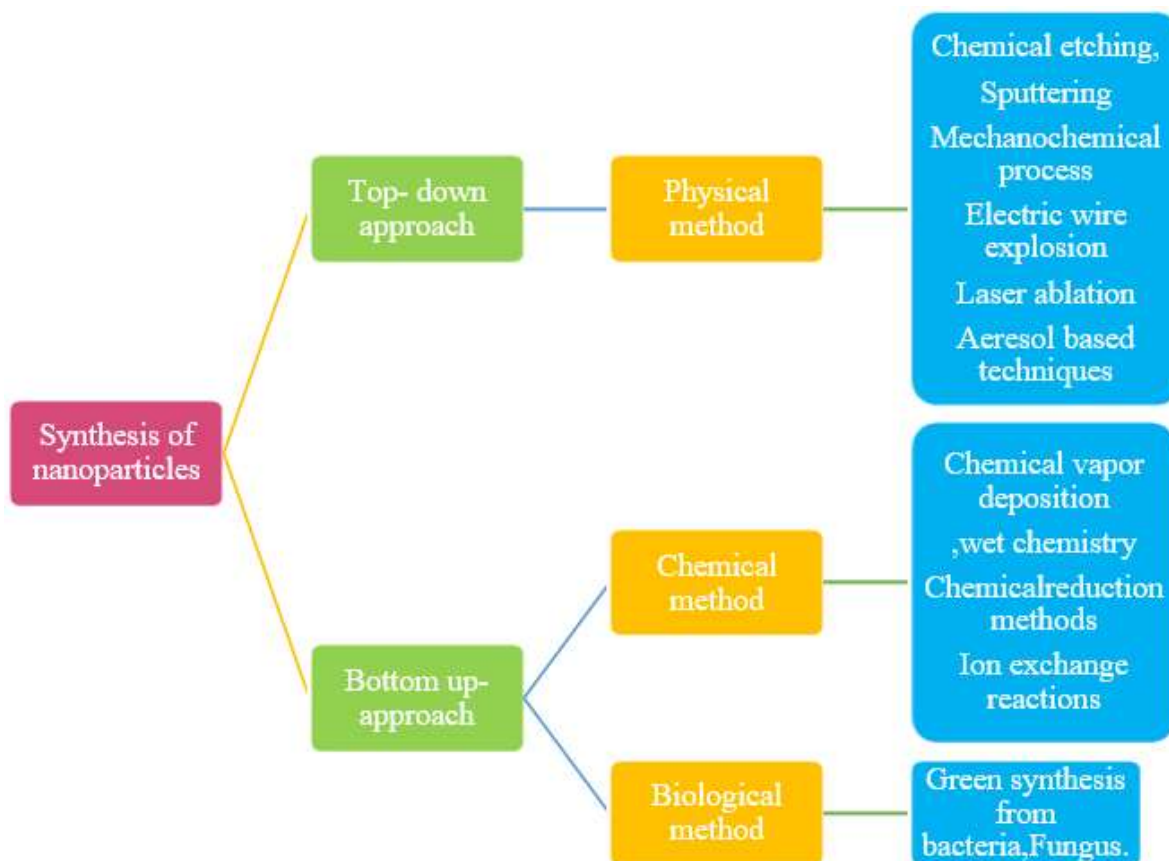 Synthesis of
nanoparticles
Top- down
approach
Physical
method
Chemical etching,
Sputtering
Mechanochemical
process
Electric wire
explosion
Laser ablation
Aeresol based
techniques
Bottom up-
approach
Chemical
method
Chemical vapor
deposition
,wet chemistry
Chemicalreduction
methods
Ion exchange
reactions
Biological
method
Green synthesis
from
bacteria,Fungus.